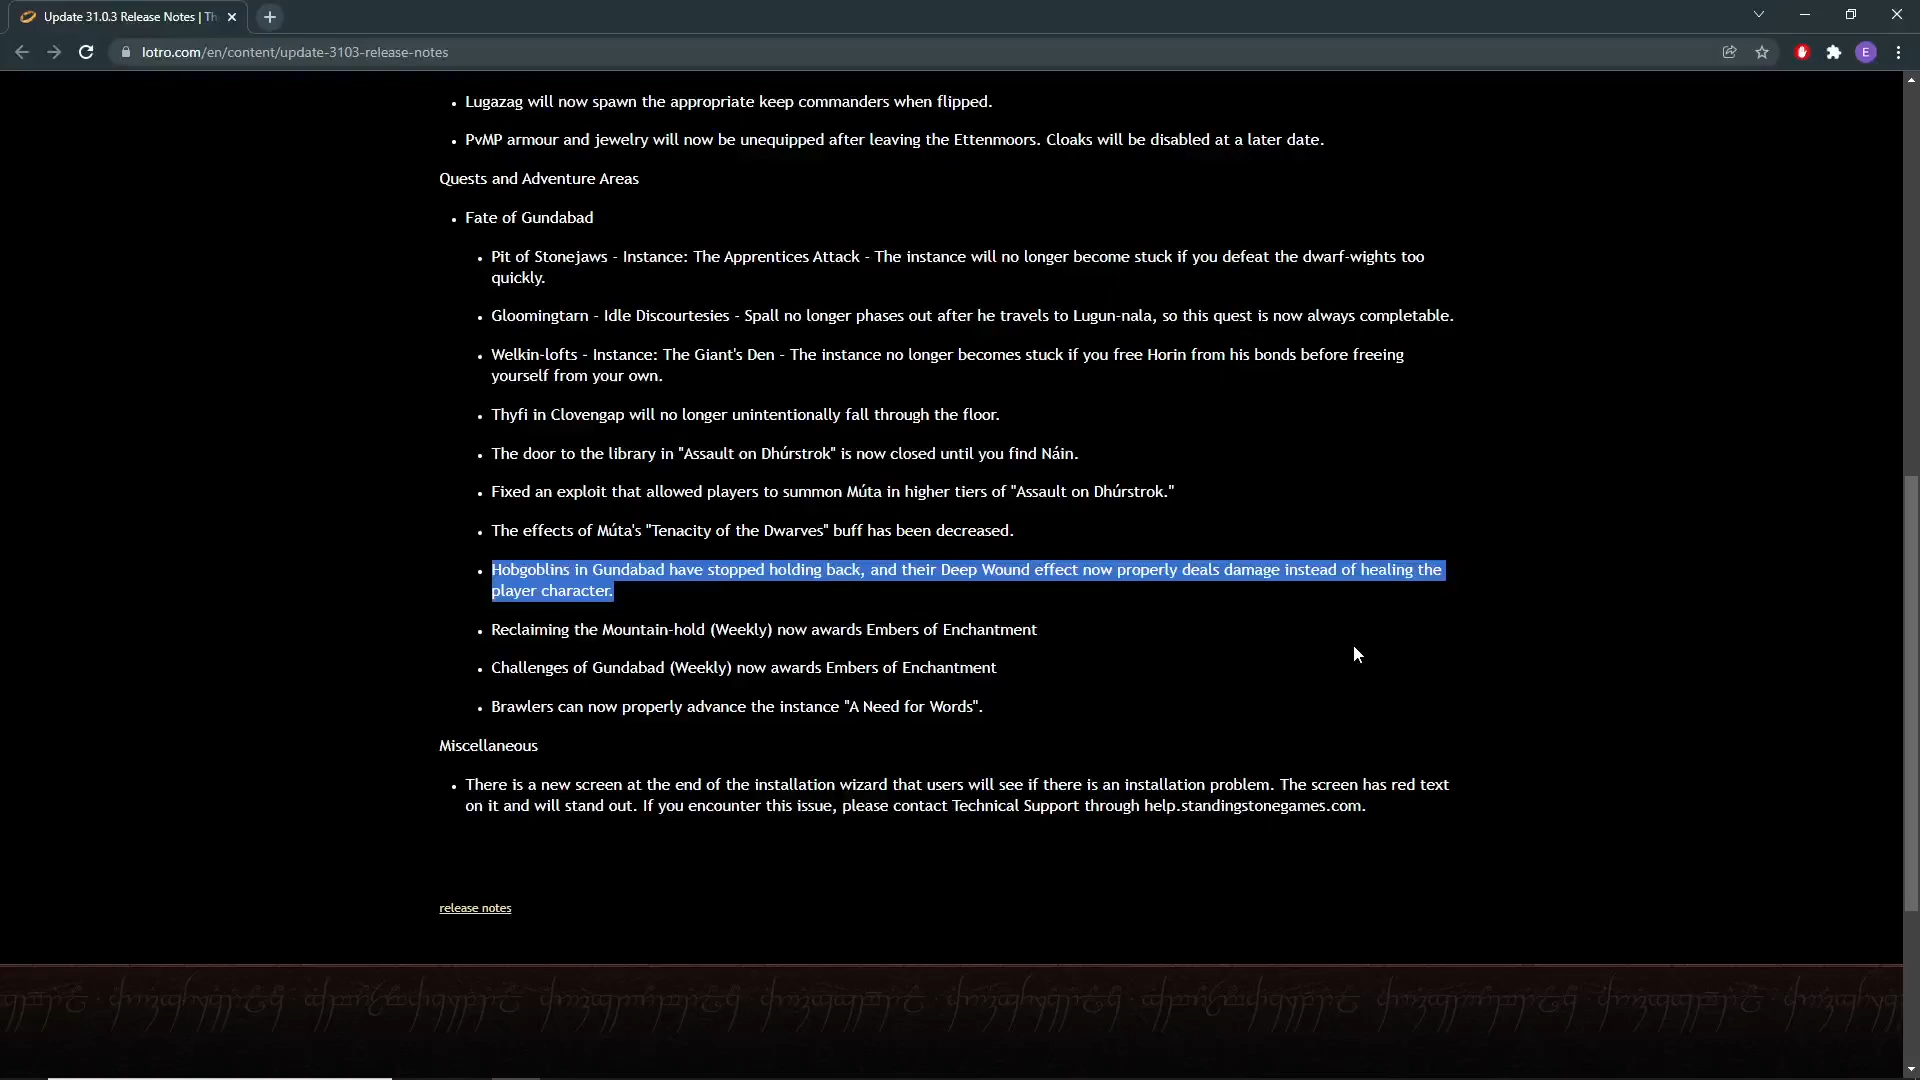 Update 31.0.3 Release Notes | Th
lotro.com/en/content/update-3103-release-notes
E
• Lugazag will now spawn the appropriate keep commanders when flipped.
• PvMP armour and jewelry will now be unequipped after leaving the Ettenmoors. Cloaks will be disabled at a later date.
Quests and Adventure Areas
• Fate of Gundabad
• Pit of Stonejaws - Instance: The Apprentices Attack - The instance will no longer become stuck if you defeat the dwarf-wights too
quickly.
• Gloomingtarn - Idle Discourtesies - Spall no longer phases out after he travels to Lugun-nala, so this quest is now always completable.
• Welkin-lofts - Instance: The Giant's Den - The instance no longer becomes stuck if you free Horin from his bonds before freeing
yourself from your own.
• Thyfi in Clovengap will no longer unintentionally fall through the floor.
• The door to the library in "Assault on Dhúrstrok" is now closed until you find Náin.
• Fixed an exploit that allowed players to summon Múta in higher tiers of "Assault on Dhúrstrok."
• The effects of Múta's "Tenacity of the Dwarves" buff has been decreased.
• Hobgoblins in Gundabad have stopped holding back, and their Deep Wound effect now properly deals damage instead of healing the
player character.
• Reclaiming the Mountain-hold (Weekly) now awards Embers of Enchantment
• Challenges of Gundabad (Weekly) now awards Embers of Enchantment
• Brawlers can now properly advance the instance "A Need for Words".
Miscellaneous
• There is a new screen at the end of the installation wizard that users will see if there is an installation problem. The screen has red text
on it and will stand out. If you encounter this issue, please contact Technical Support through help.standingstonegames.com.
release notes